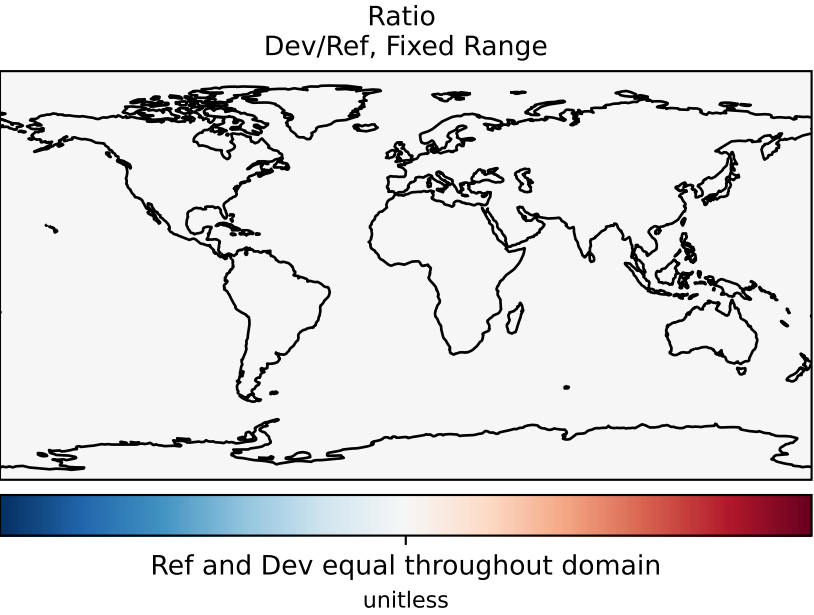 Ratio
Dev/Ref, Fixed Range
Ref and Dev equal throughout domain
unitless